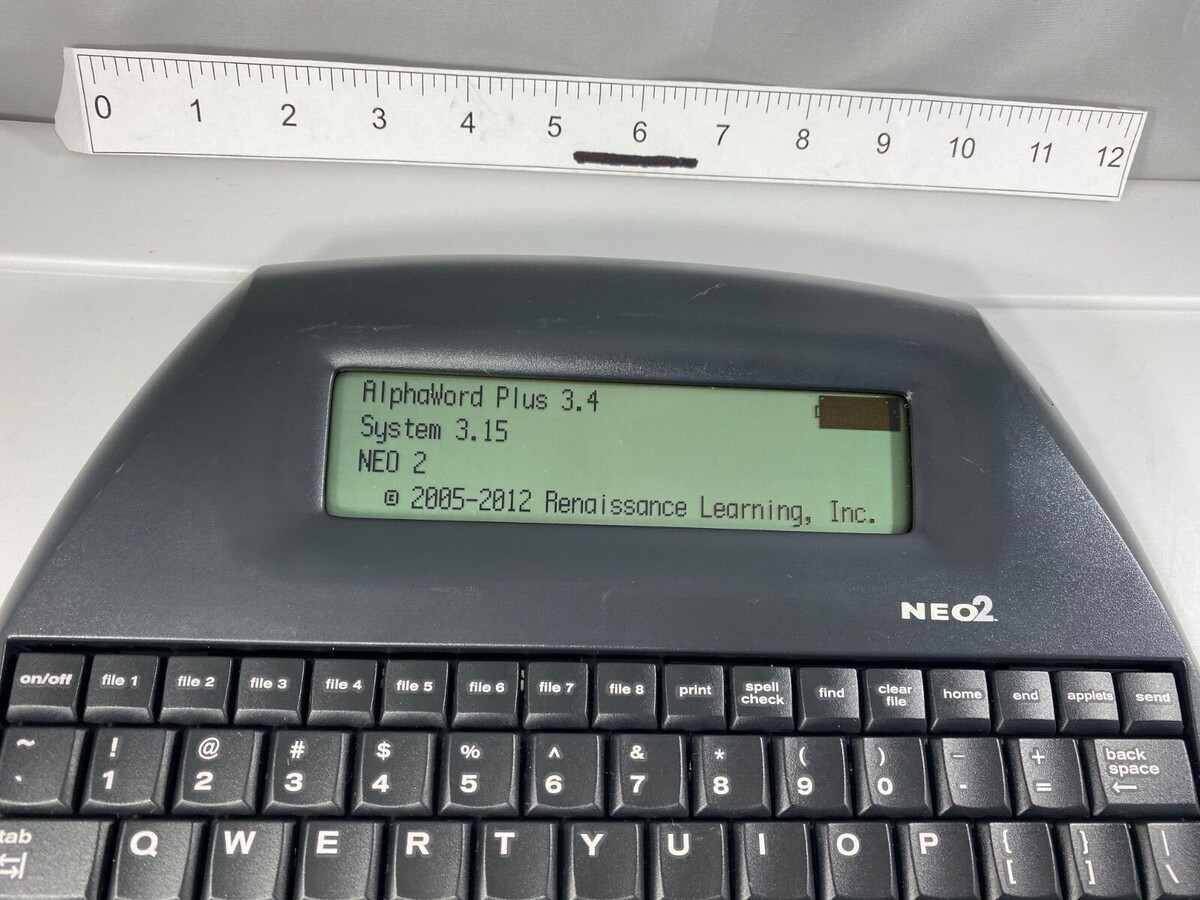 0 1 2 3 4 5 6 7 8 9 10 11 12
AlphaWord Plus 3.4
System 3.15
NEO 2
© 2005-2012 Renaissance Learning, Inc.
NEO2
on/off file 1 file 2 file 3 file 4 file 5 file 6 file 7 file 8 print spell check find clear file home end applets send
~ ! @ # $ % ^ & * ( ) - + back space
` 1 2 3 4 5 6 7 8 9 0 - = ←
tab Q W E R T Y U I O P { } |
[ ] \